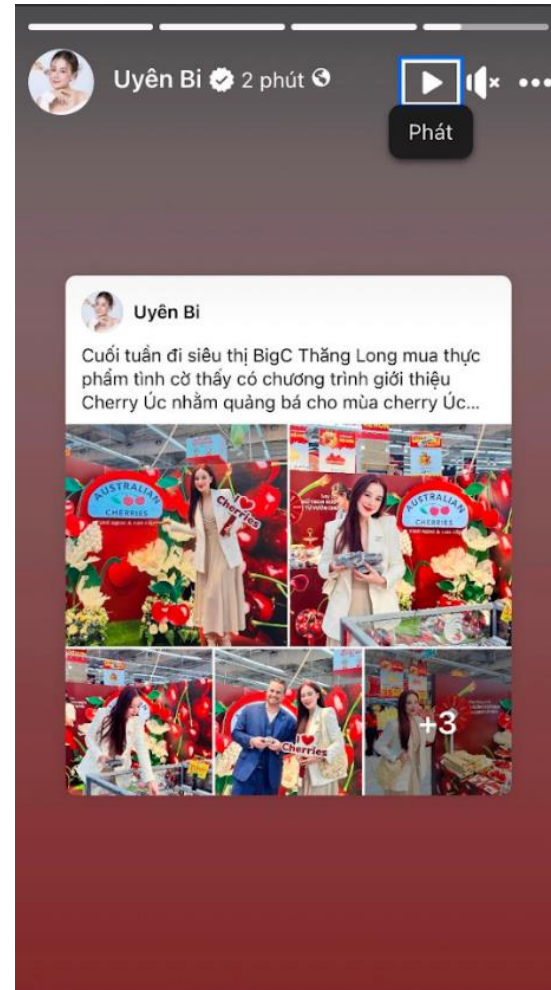 Uyên Bi 2 phút
Phát
Uyên Bi
Cuối tuần đi siêu thị BigC Thăng Long mua thực
phẩm tình cờ thấy có chương trình giới thiệu
Cherry Úc nhằm quảng bá cho mùa cherry Úc...
AUSTRALIAN
CHERRIES
I
Cherries
AUSTRALIAN
CHERRIES
I
Cherries
+3